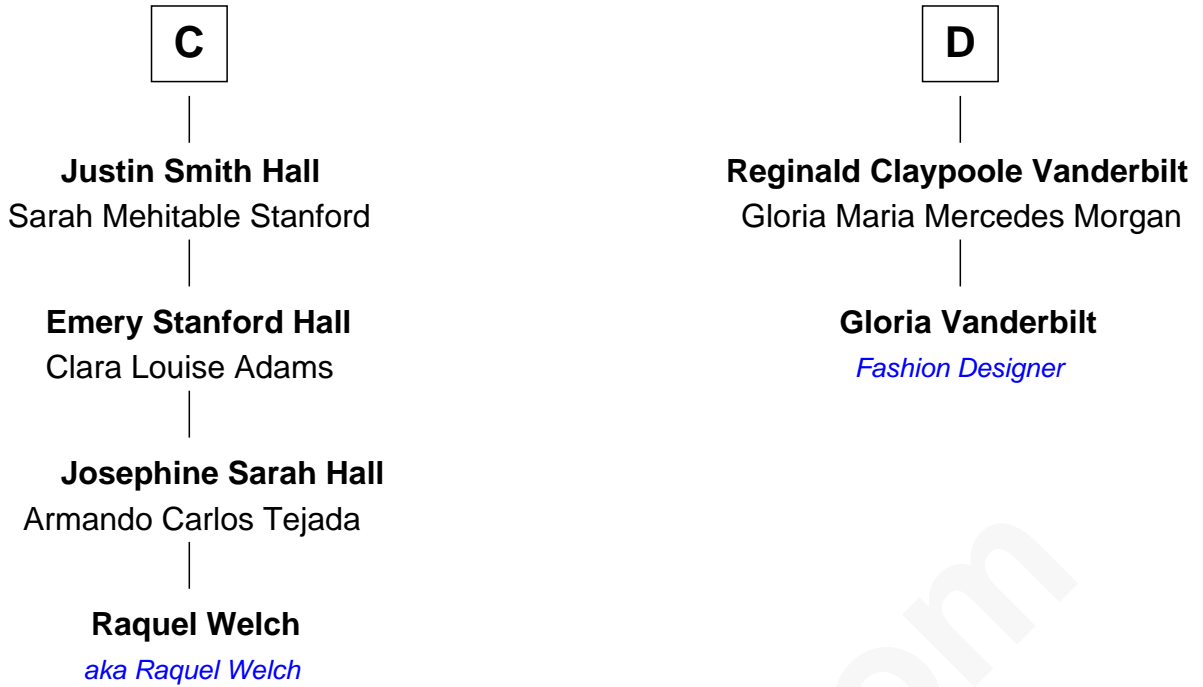 C
Justin Smith Hall
Sarah Mehitable Stanford
Emery Stanford Hall
Clara Louise Adams
Josephine Sarah Hall
Armando Carlos Tejada
Raquel Welch
aka Raquel Welch
D
Reginald Claypoole Vanderbilt
Gloria Maria Mercedes Morgan
Gloria Vanderbilt
Fashion Designer
om